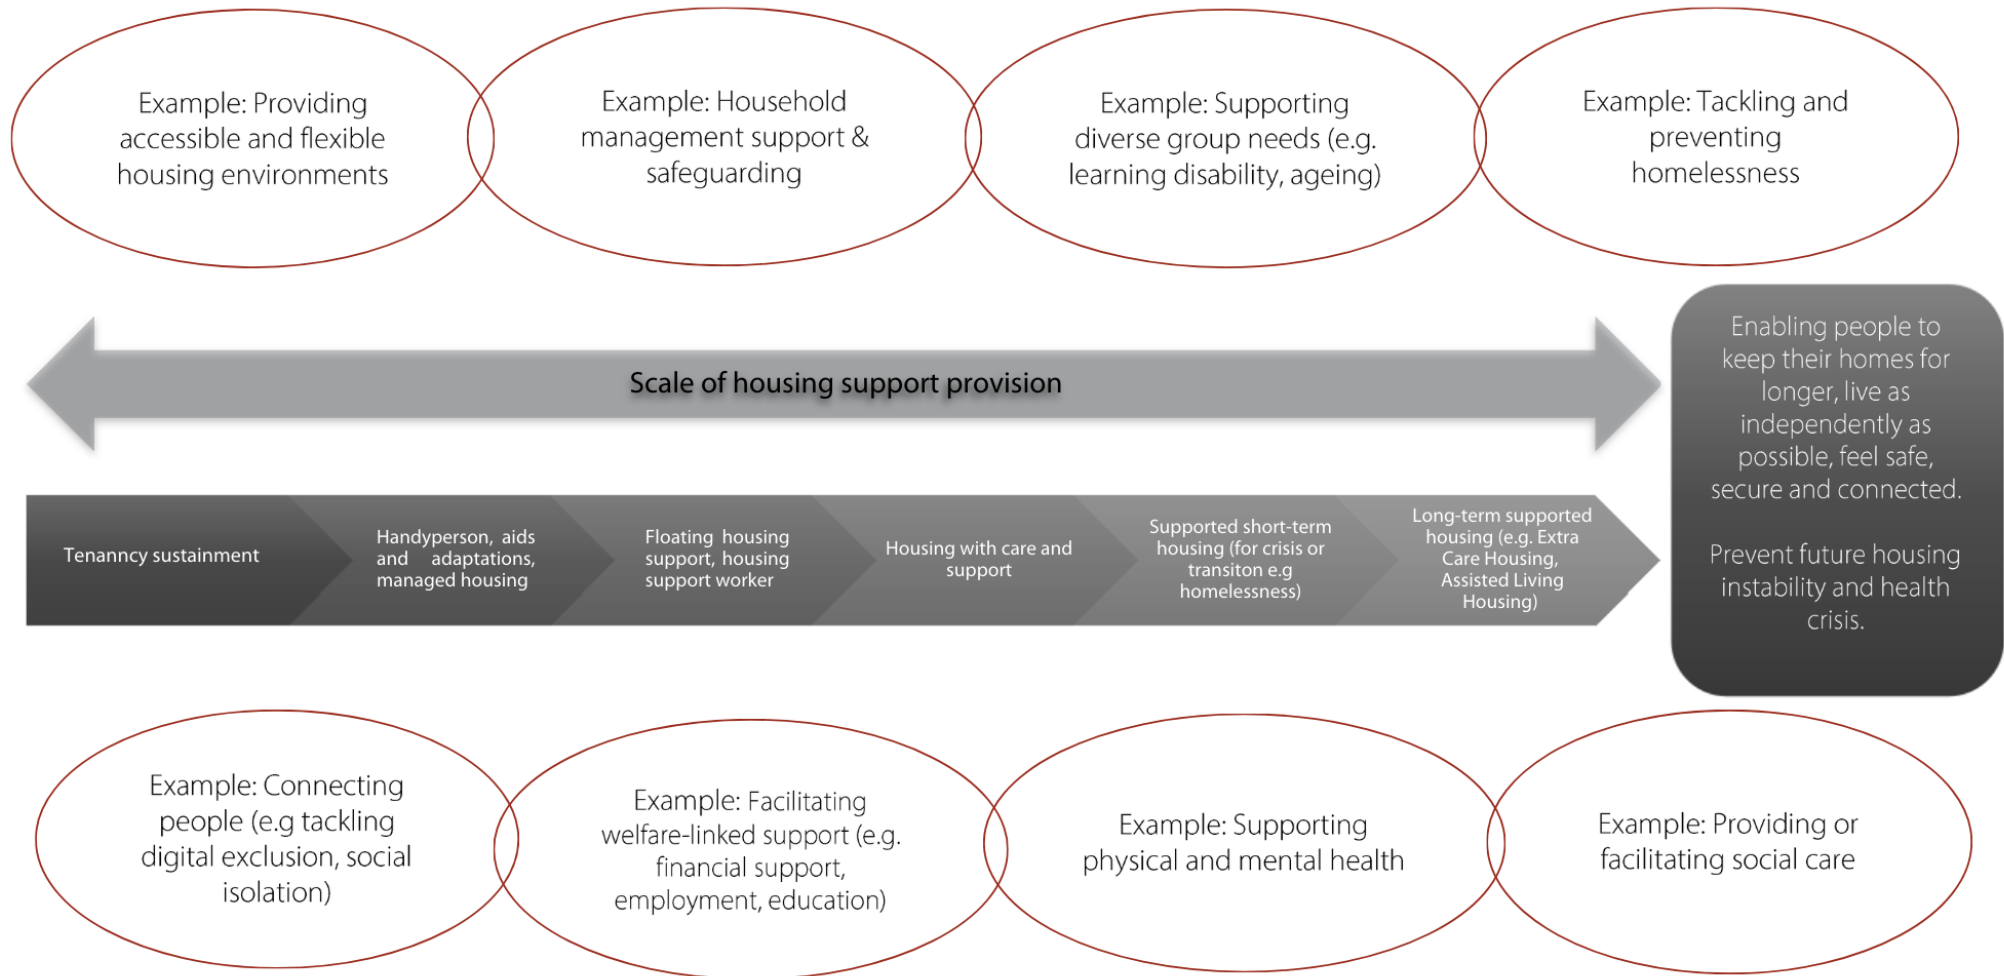 Example: Providing
accessible and flexible
housing environments
Example: Household
management support &
safeguarding
Example: Supporting
diverse group needs (e.g.
learning disability, ageing)
Example: Tackling and
preventing
homelessness
Scale of housing support provision
Enabling people to
keep their homes for
longer, live as
independently as
possible, feel safe,
secure and connected.
Prevent future housing
instability and health
crisis.
Tenanncy sustainment
Handyperson, aids
and adaptations,
managed housing
Floating housing
support, housing
support worker
Housing with care and
support
Supported short-term
housing (for crisis or
transiton e.g
homelessness)
Long-term supported
housing (e.g. Extra
Care Housing,
Assisted Living
Housing)
Example: Connecting
people (e.g tackling
digital exclusion, social
isolation)
Example: Facilitating
welfare-linked support (e.g.
financial support,
employment, education)
Example: Supporting
physical and mental health
Example: Providing or
facilitating social care